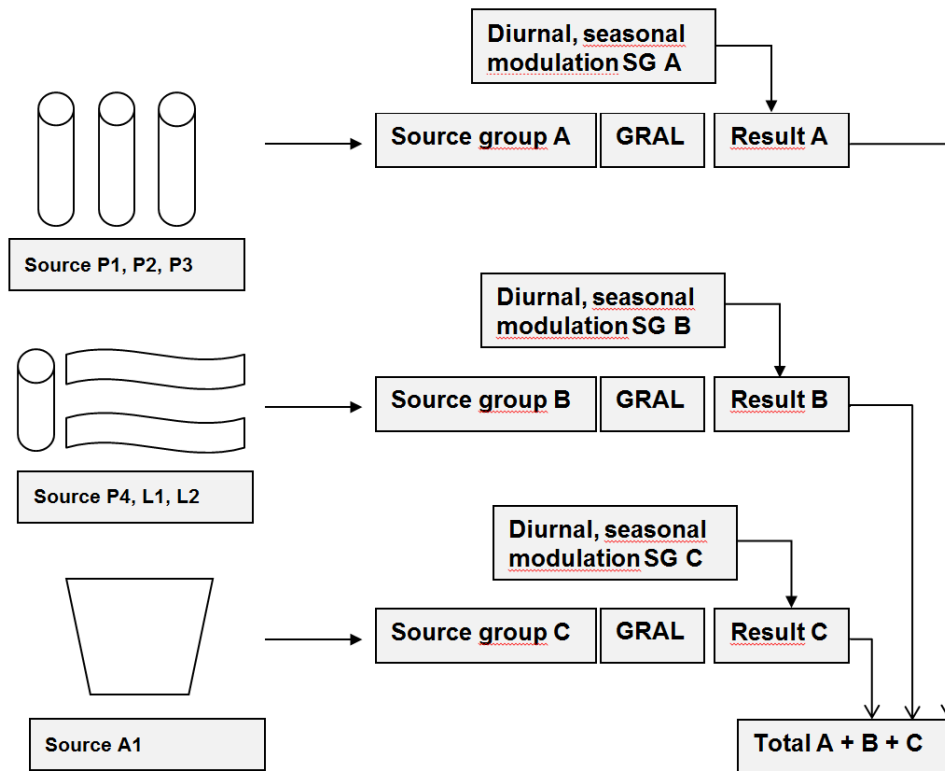 Diurnal, seasonal
modulation SG A
Source group A
GRAL
Result A
Source P1, P2, P3
Diurnal, seasonal
modulation SG B
Source group B
GRAL
Result B
Source P4, L1, L2
Diurnal, seasonal
modulation SG C
Source group C
GRAL
Result C
Source A1
Total A + B + C